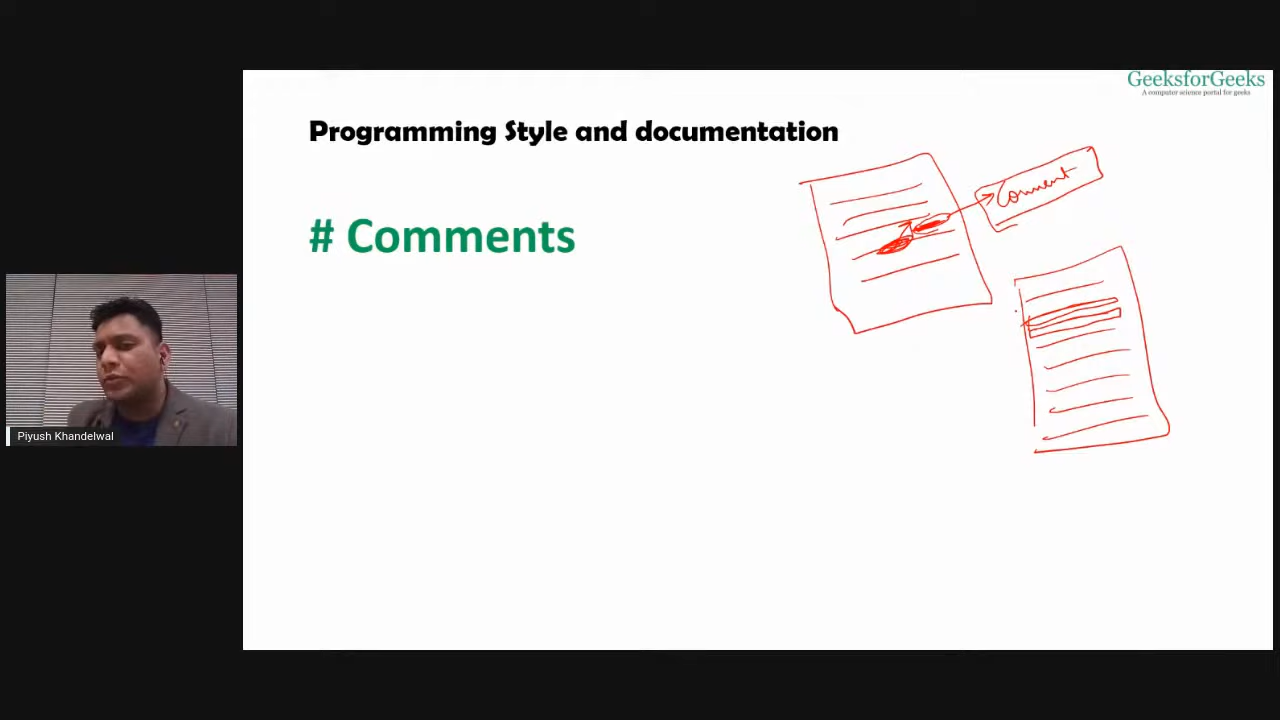 GeeksforGeeks
A computer science portal for geeks
Programming Style and documentation
Comment
# Comments
Piyush Khandelwal